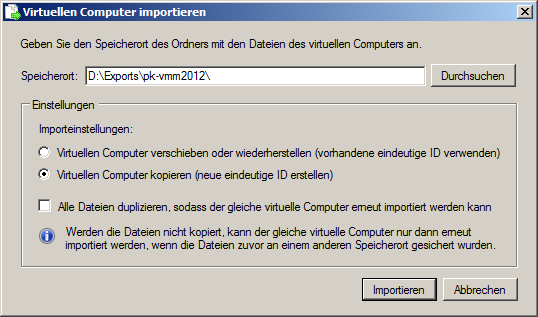 Virtuellen Computer importieren
Geben Sie den Speicherort des Ordners mit den Dateien des virtuellen Computers an.
Speicherort: D:\Exports\pk-vmm2012\ Durchsuchen
Einstellungen
Importeinstellungen:
Virtuellen Computer verschieben oder wiederherstellen (vorhandene eindeutige ID verwenden)
Virtuellen Computer kopieren (neue eindeutige ID erstellen)
Alle Dateien duplizieren, sodass der gleiche virtuelle Computer erneut importiert werden kann
Werden die Dateien nicht kopiert, kann der gleiche virtuelle Computer nur dann erneut
importiert werden, wenn die Dateien zuvor an einem anderen Speicherort gesichert wurden.
Importieren Abbrechen